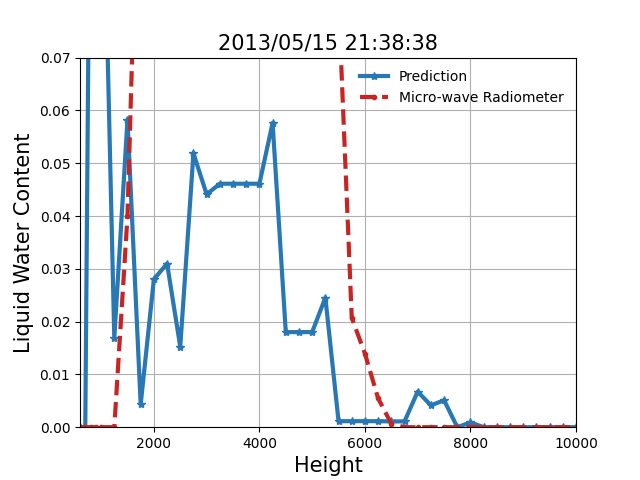 2013/05/15 21:38:38
Prediction
Micro-wave Radiometer
Liquid Water Content
0.07
0.06
0.05
0.04
0.03
0.02
0.01
0.00
2000 4000 6000 8000 10000
Height